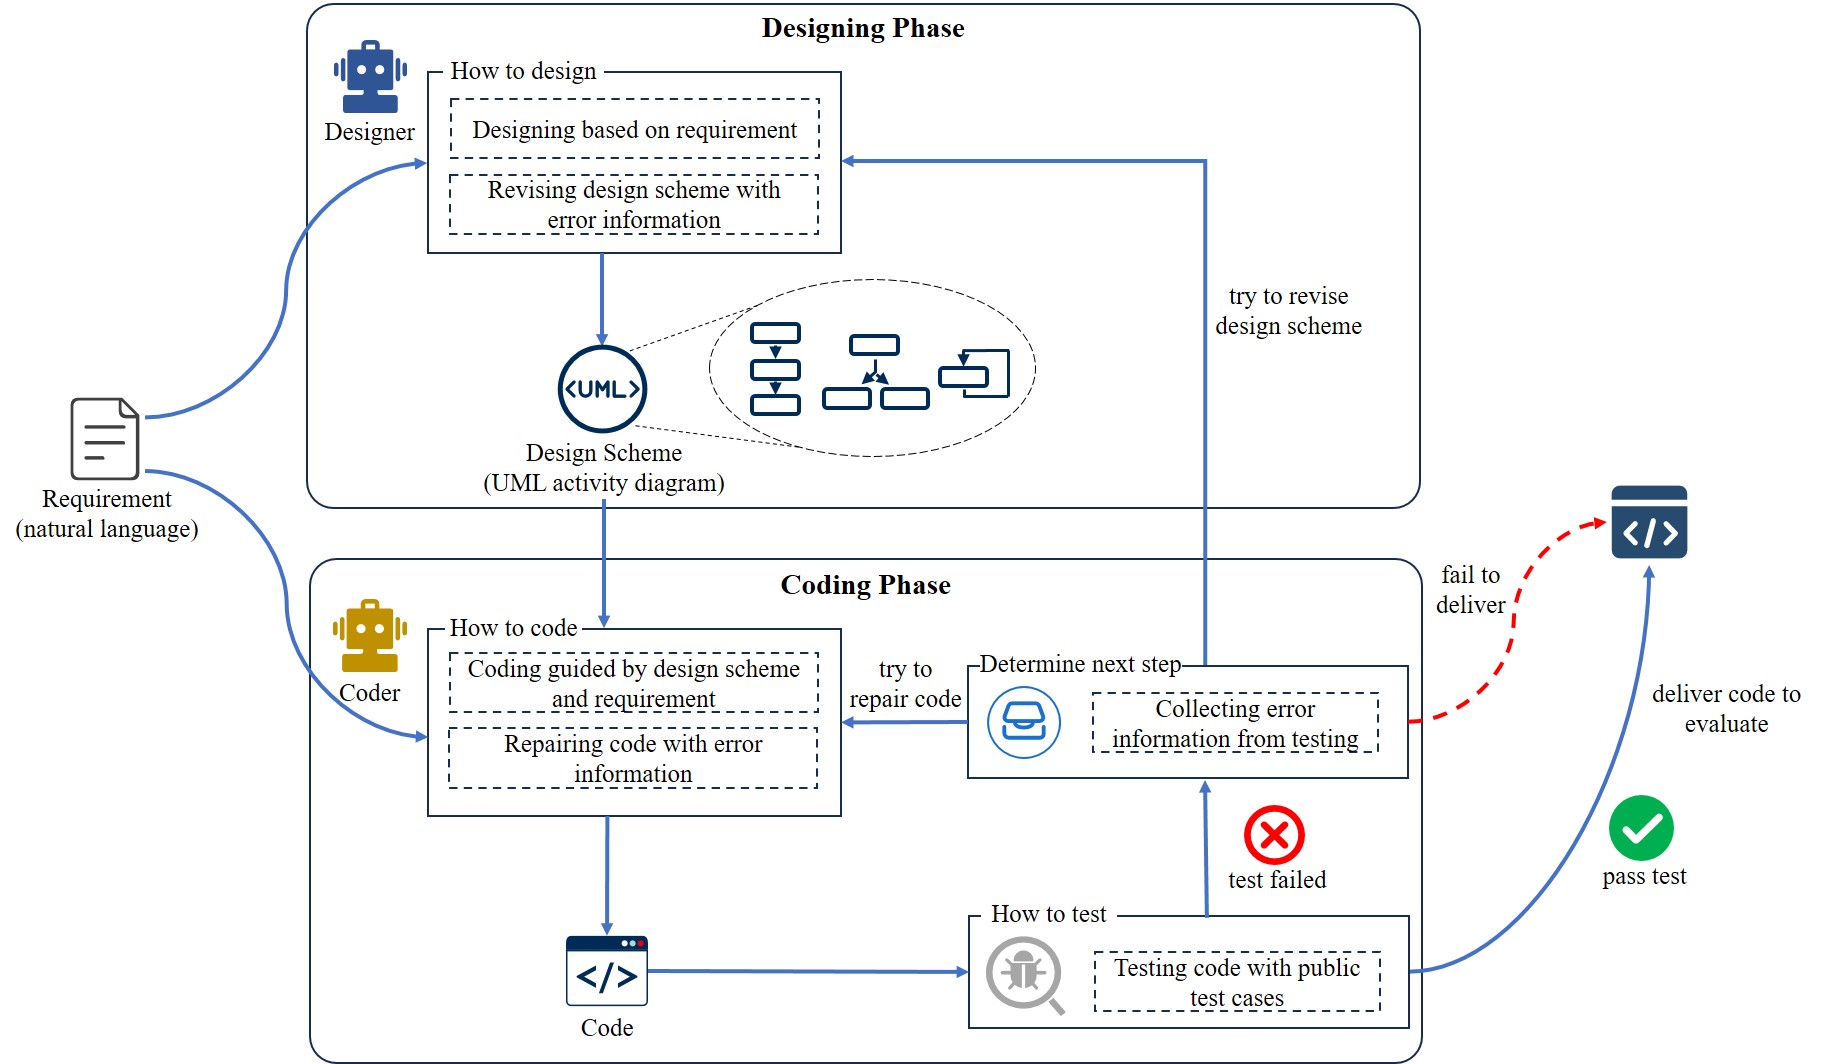 Designing Phase
Designer
How to design
Designing based on requirement
Revising design scheme with
error information
try to revise
design scheme
<UML>
Design Scheme
(UML activity diagram)
Requirement
(natural language)
Coding Phase
Coder
How to code
Coding guided by design scheme
and requirement
Repairing code with error
information
try to
repair code
Determine next step
Collecting error
information from testing
fail to
deliver
</>
deliver code to
evaluate
pass test
test failed
How to test
Testing code with public
test cases
</>
Code